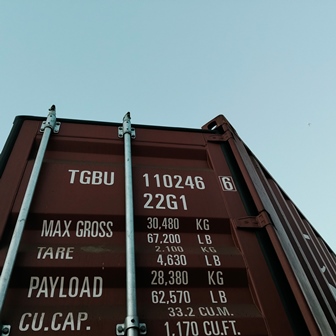 TGBU 110246 6
22G1
MAX GROSS 30,480 KG
67,200 LB
TARE 2.100 KG
4,630 LB
PAYLOAD 28,380 KG
62,570 LB
CU.CAP. 33.2 CU.M.
1,170 CU.FT.